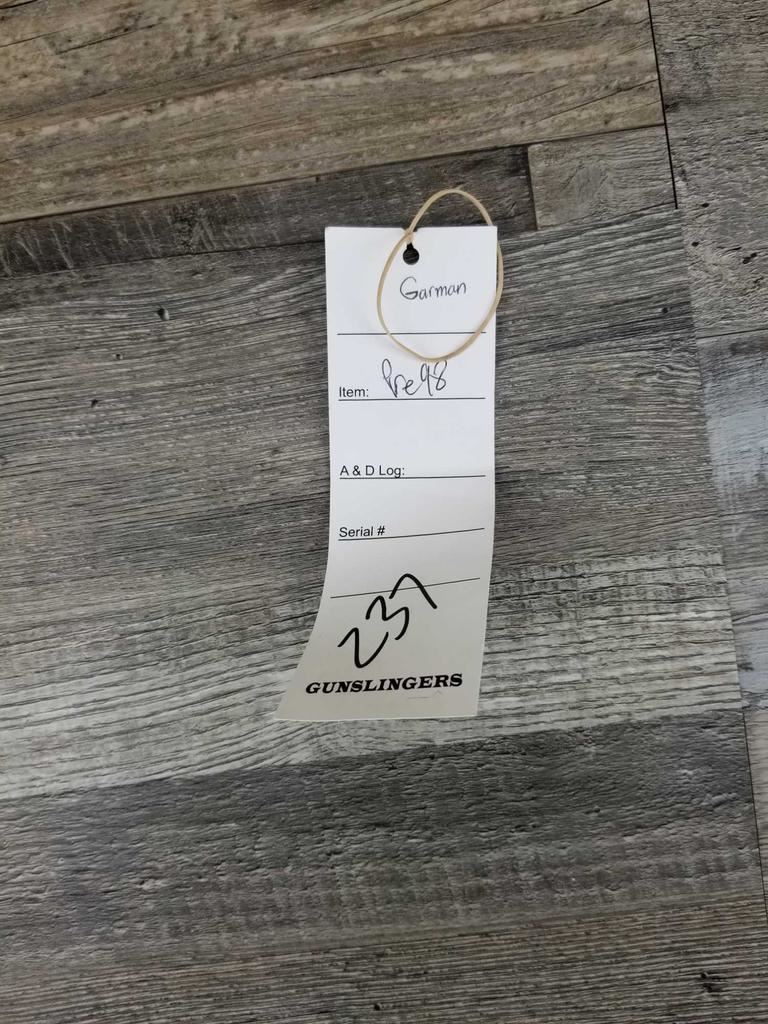 Garman
Item: Pre98
A & D Log:
Serial #
237
GUNSLINGERS